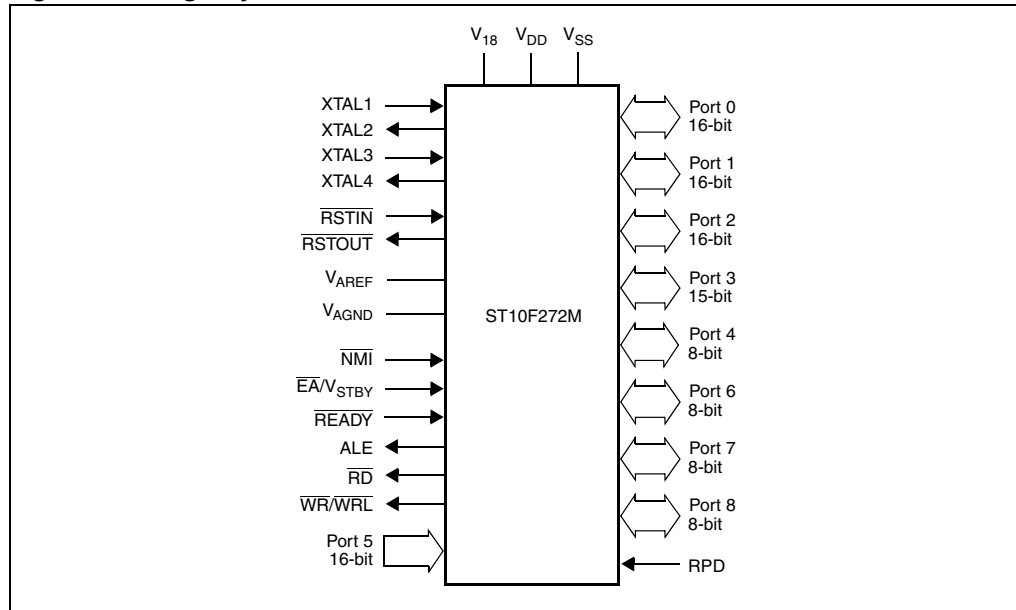 V18 VDD VSS
XTAL1
XTAL2
XTAL3
XTAL4
RSTIN
RSTOUT
VAREF
VAGND
NMI
EA/VSTBY
READY
ALE
RD
WR/WRL
Port 5
16-bit
ST10F272M
Port 0
16-bit
Port 1
16-bit
Port 2
16-bit
Port 3
15-bit
Port 4
8-bit
Port 6
8-bit
Port 7
8-bit
Port 8
8-bit
RPD